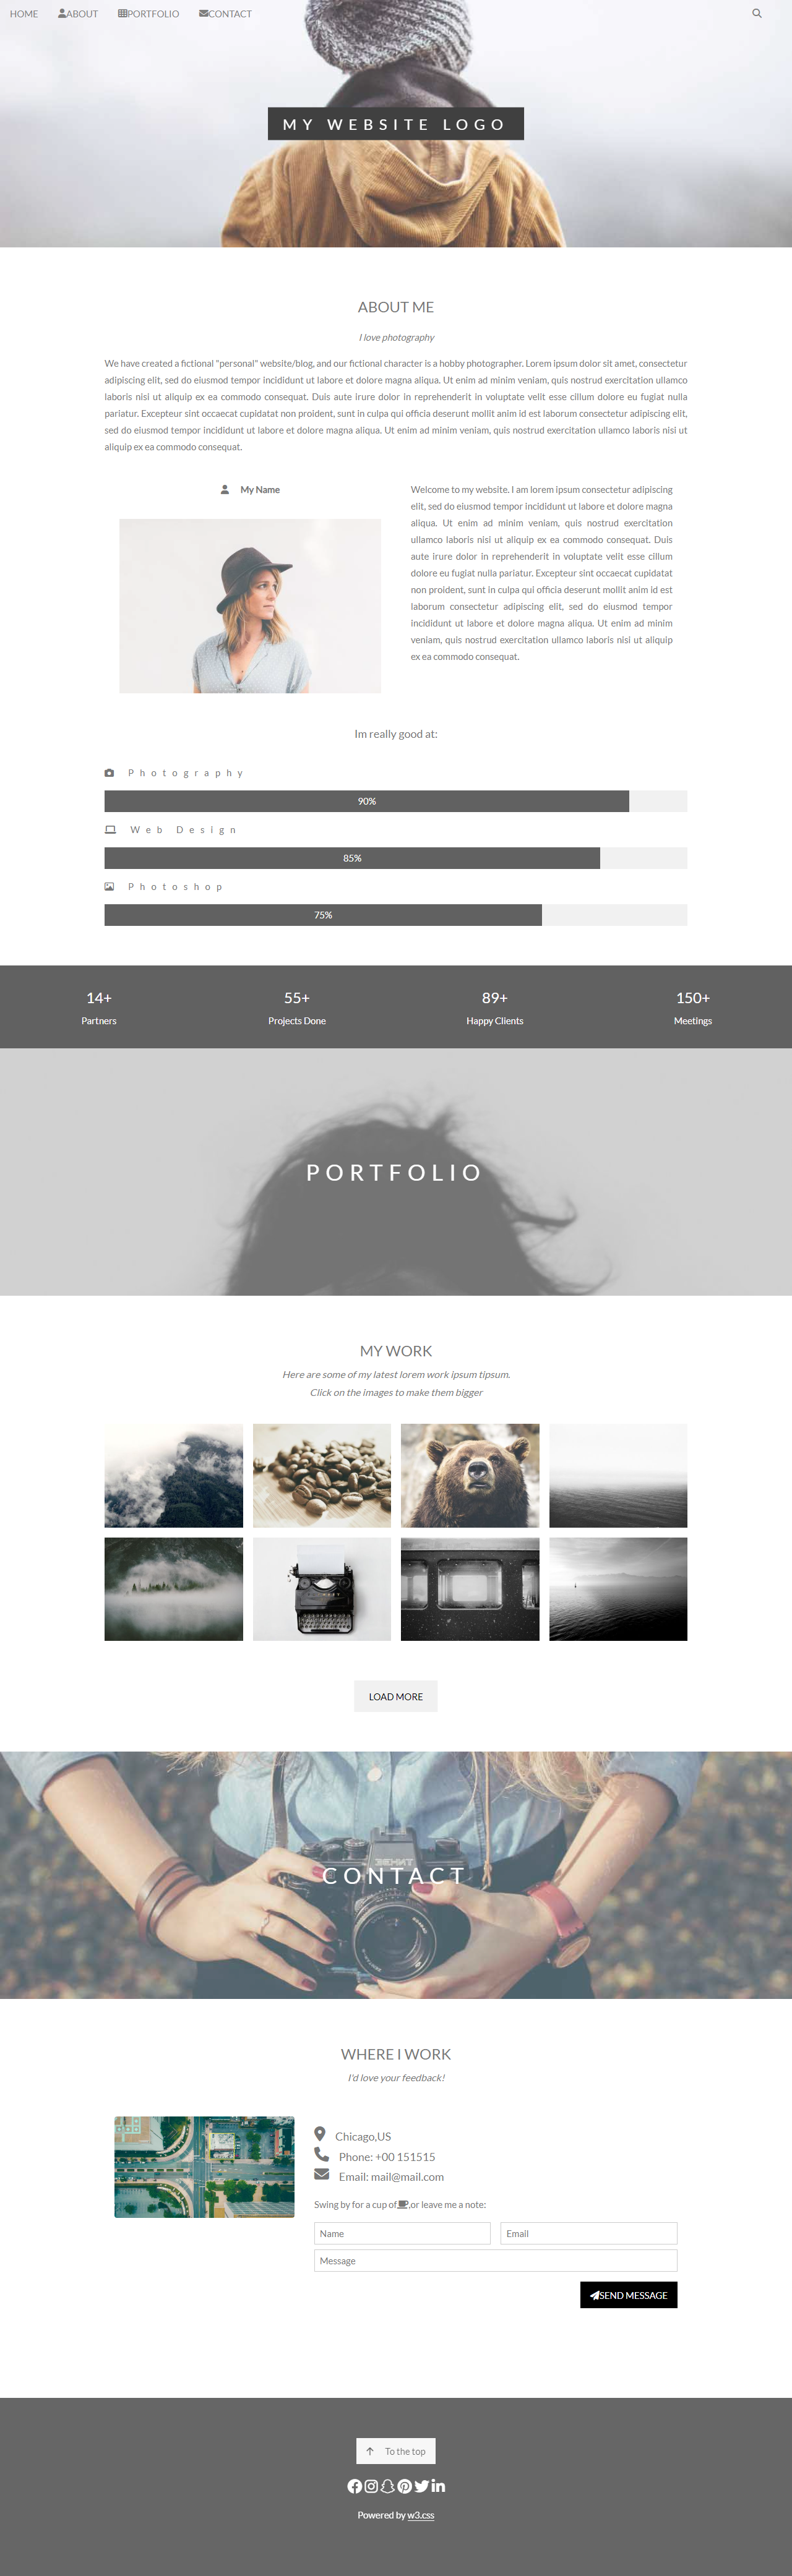 HOME ABOUT PORTFOLIO CONTACT
MY WEBSITE LOGO
ABOUT ME
I love photography
We have created a fictional "personal" website/blog, and our fictional character is a hobby photographer. Lorem ipsum dolor sit amet, consectetur
adipiscing elit, sed do eiusmod tempor incididunt ut labore et dolore magna aliqua. Ut enim ad minim veniam, quis nostrud exercitation ullamco
laboris nisi ut aliquip ex ea commodo consequat. Duis aute irure dolor in reprehenderit in voluptate velit esse cillum dolore eu fugiat nulla
pariatur. Excepteur sint occaecat cupidatat non proident, sunt in culpa qui officia deserunt mollit anim id est laborum consectetur adipiscing elit,
sed do eiusmod tempor incididunt ut labore et dolore magna aliqua. Ut enim ad minim veniam, quis nostrud exercitation ullamco laboris nisi ut
aliquip ex ea commodo consequat.
My Name
Welcome to my website. I am lorem ipsum consectetur adipiscing
elit, sed do eiusmod tempor incididunt ut labore et dolore magna
aliqua. Ut enim ad minim veniam, quis nostrud exercitation
ullamco laboris nisi ut aliquip ex ea commodo consequat. Duis
aute irure dolor in reprehenderit in voluptate velit esse cillum
dolore eu fugiat nulla pariatur. Excepteur sint occaecat cupidatat
non proident, sunt in culpa qui officia deserunt mollit anim id est
laborum consectetur adipiscing elit, sed do eiusmod tempor
incididunt ut labore et dolore magna aliqua. Ut enim ad minim
veniam, quis nostrud exercitation ullamco laboris nisi ut aliquip
ex ea commodo consequat.
Im really good at:
Photography
90%
Web Design
85%
Photoshop
75%
14+ 55+ 89+ 150+
Partners Projects Done Happy Clients Meetings
PORTFOLIO
MY WORK
Here are some of my latest lorem work ipsum tipsum.
Click on the images to make them bigger
LOAD MORE
CONTACT
WHERE I WORK
I'd love your feedback!
Chicago,US
Phone: +00 151515
Email: mail@mail.com
Swing by for a cup of ,or leave me a note:
Name Email
Message
SEND MESSAGE
To the top
Powered by w3.css